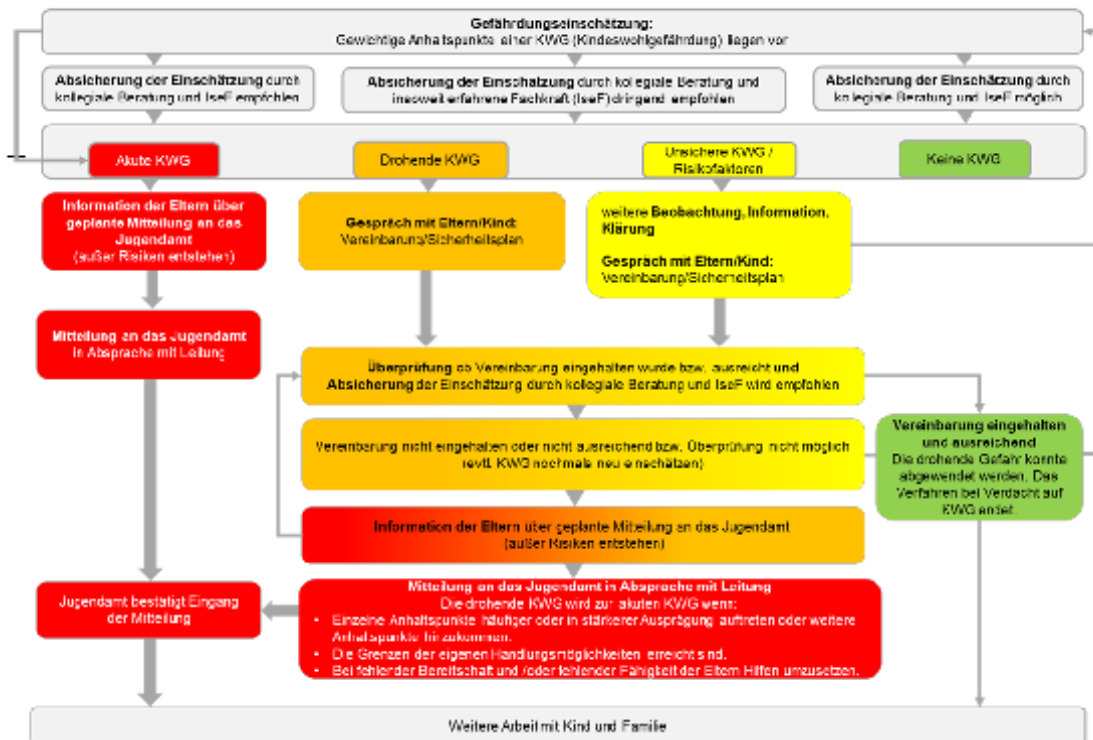 Gefährdungseinschätzung:
Gewichtige Anhaltspunkte einer KWG (Kindeswohlgefährdung) liegen vor
Absicherung der Einschätzung durch
kollegiale Beratung und IseF empfohlen
Absicherung der Einschätzung durch kollegiale Beratung und
insoweit erfahrene Fachkraft (IseF) dringend empfohlen
Absicherung der Einschätzung durch
kollegiale Beratung und IseF möglich
Akute KWG
Drohende KWG
Unsichere KWG /
Risikofaktoren
Keine KWG
Information der Eltern über
geplante Mitteilung an das
Jugendamt
(außer Risiken entstehen)
Gespräch mit Eltern/Kind:
Vereinbarung/Sicherheitsplan
weitere Beobachtung, Information,
Klärung
Gespräch mit Eltern/Kind:
Vereinbarung/Sicherheitsplan
Mitteilung an das Jugendamt
in Absprache mit Leitung
Überprüfung ob Vereinbarung eingehalten wurde bzw. ausreicht und
Absicherung der Einschätzung durch kollegiale Beratung und IseF wird empfohlen
Vereinbarung nicht eingehalten oder nicht ausreichend bzw. Überprüfung nicht möglich
(evtl. KWG nochmals neu einschätzen)
Vereinbarung eingehalten
und ausreichend
Die drohende Gefahr konnte
abgewendet werden. Das
Verfahren bei Verdacht auf
KWG endet.
Information der Eltern über geplante Mitteilung an das Jugendamt
(außer Risiken entstehen)
Jugendamt bestätigt Eingang
der Mitteilung
Mitteilung an das Jugendamt in Absprache mit Leitung
Die drohende KWG wird zur akuten KWG wenn:
• Einzelne Anhaltspunkte häufiger oder in stärkerer Ausprägung auftreten oder weitere
Anhaltspunkte hinzukommen.
• Die Grenzen der eigenen Handlungsmöglichkeiten erreicht sind.
• Bei fehlender Bereitschaft und /oder fehlender Fähigkeit der Eltern Hilfen umzusetzen.
Weitere Arbeit mit Kind und Familie